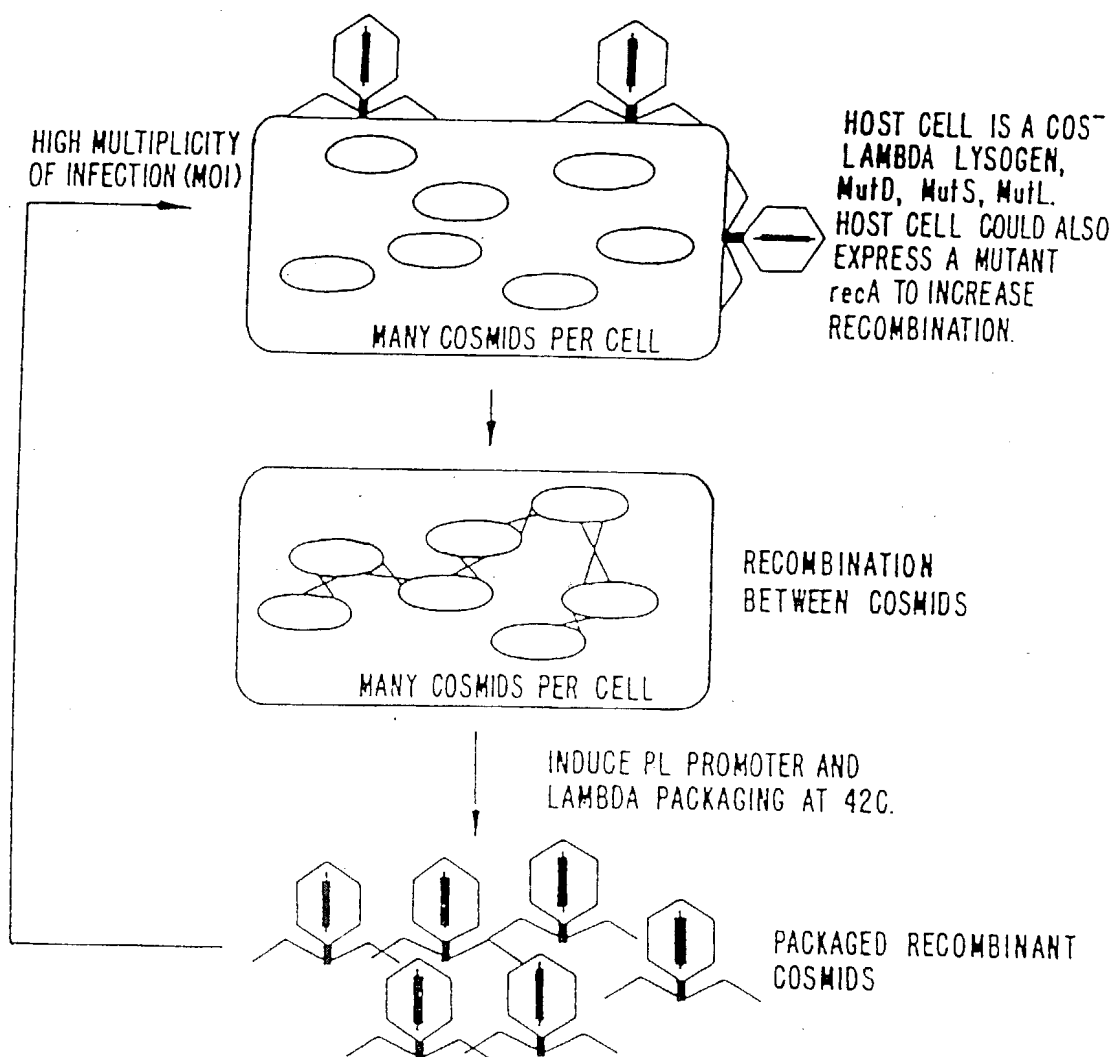 HIGH MULTIPLICITY
OF INFECTION (MOI)
HOST CELL IS A COS⁻
LAMBDA LYSOGEN,
MutD, MutS, MutL.
HOST CELL COULD ALSO
EXPRESS A MUTANT
recA TO INCREASE
RECOMBINATION.
MANY COSMIDS PER CELL
RECOMBINATION
BETWEEN COSMIDS
MANY COSMIDS PER CELL
INDUCE PL PROMOTER AND
LAMBDA PACKAGING AT 42C.
PACKAGED RECOMBINANT
COSMIDS